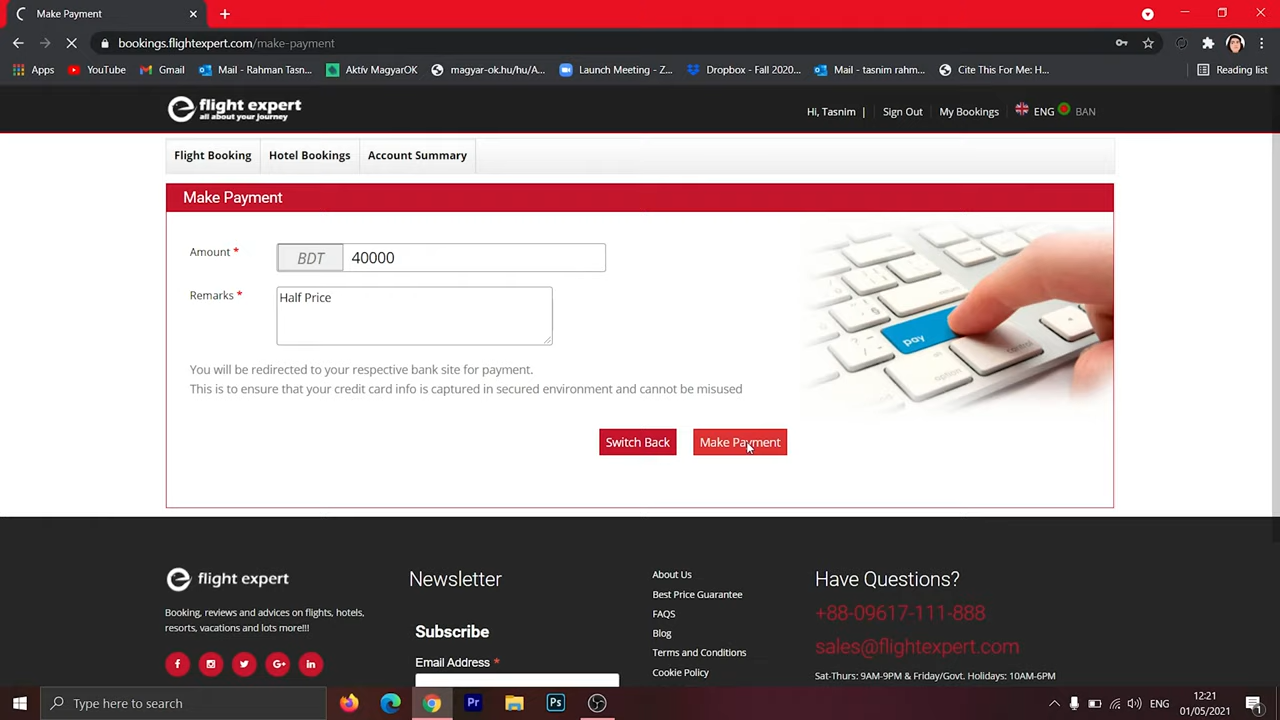 Make Payment
bookings.flightexpert.com/make-payment
Apps YouTube Gmail Mail - Rahman Tasn... Aktív MagyarOK magyar-ok.hu/hu/A... Launch Meeting - Z... Dropbox - Fall 2020... Mail - tasnim rahm... Cite This For Me: H... Reading list
flight expert
all about your journey
Hi, Tasnim | Sign Out My Bookings ENG BAN
Flight Booking Hotel Bookings Account Summary
Make Payment
Amount * BDT 40000
Remarks * Half Price
pay
control
option
You will be redirected to your respective bank site for payment.
This is to ensure that your credit card info is captured in secured environment and cannot be misused
Switch Back Make Payment
flight expert
Booking, reviews and advices on flights, hotels,
resorts, vacations and lots more!!!
Newsletter
Subscribe
Email Address *
About Us
Best Price Guarantee
FAQS
Blog
Terms and Conditions
Cookie Policy
Have Questions?
+88-09617-111-888
sales@flightexpert.com
Sat-Thurs: 9AM-9PM & Friday/Govt. Holidays: 10AM-6PM
Type here to search
ENG
12:21
01/05/2021